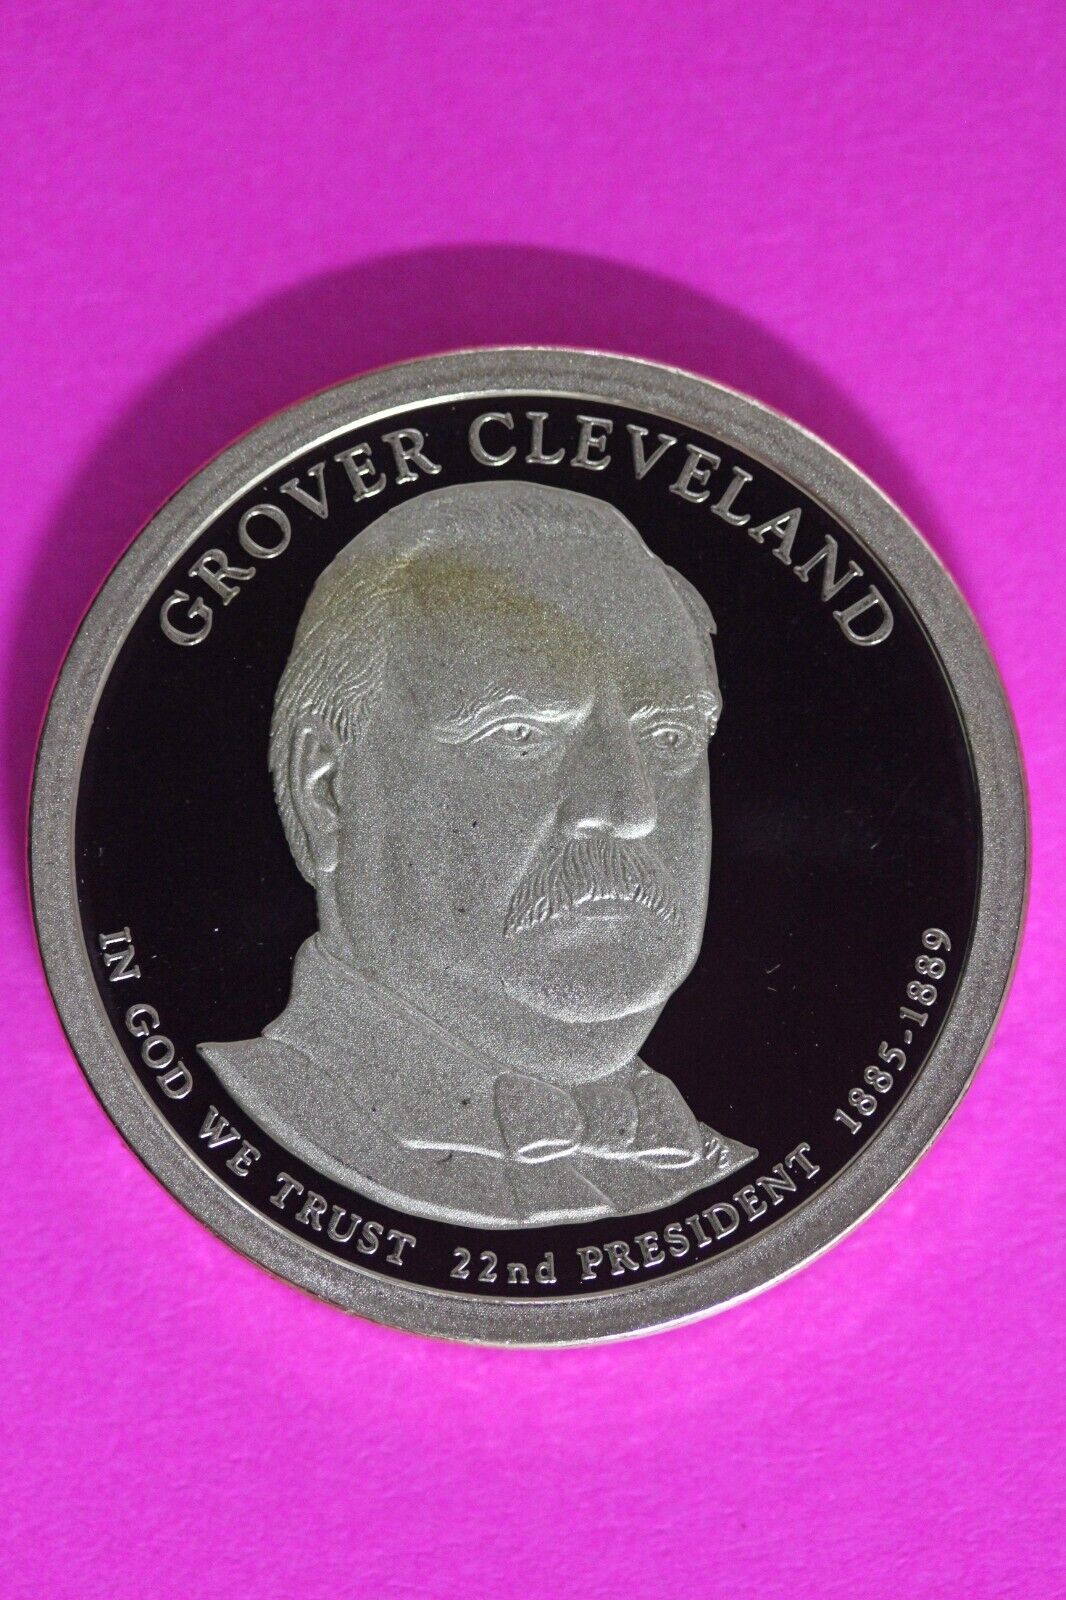 GROVER CLEVELAND
IN GOD WE TRUST 22nd PRESIDENT 1885-1889